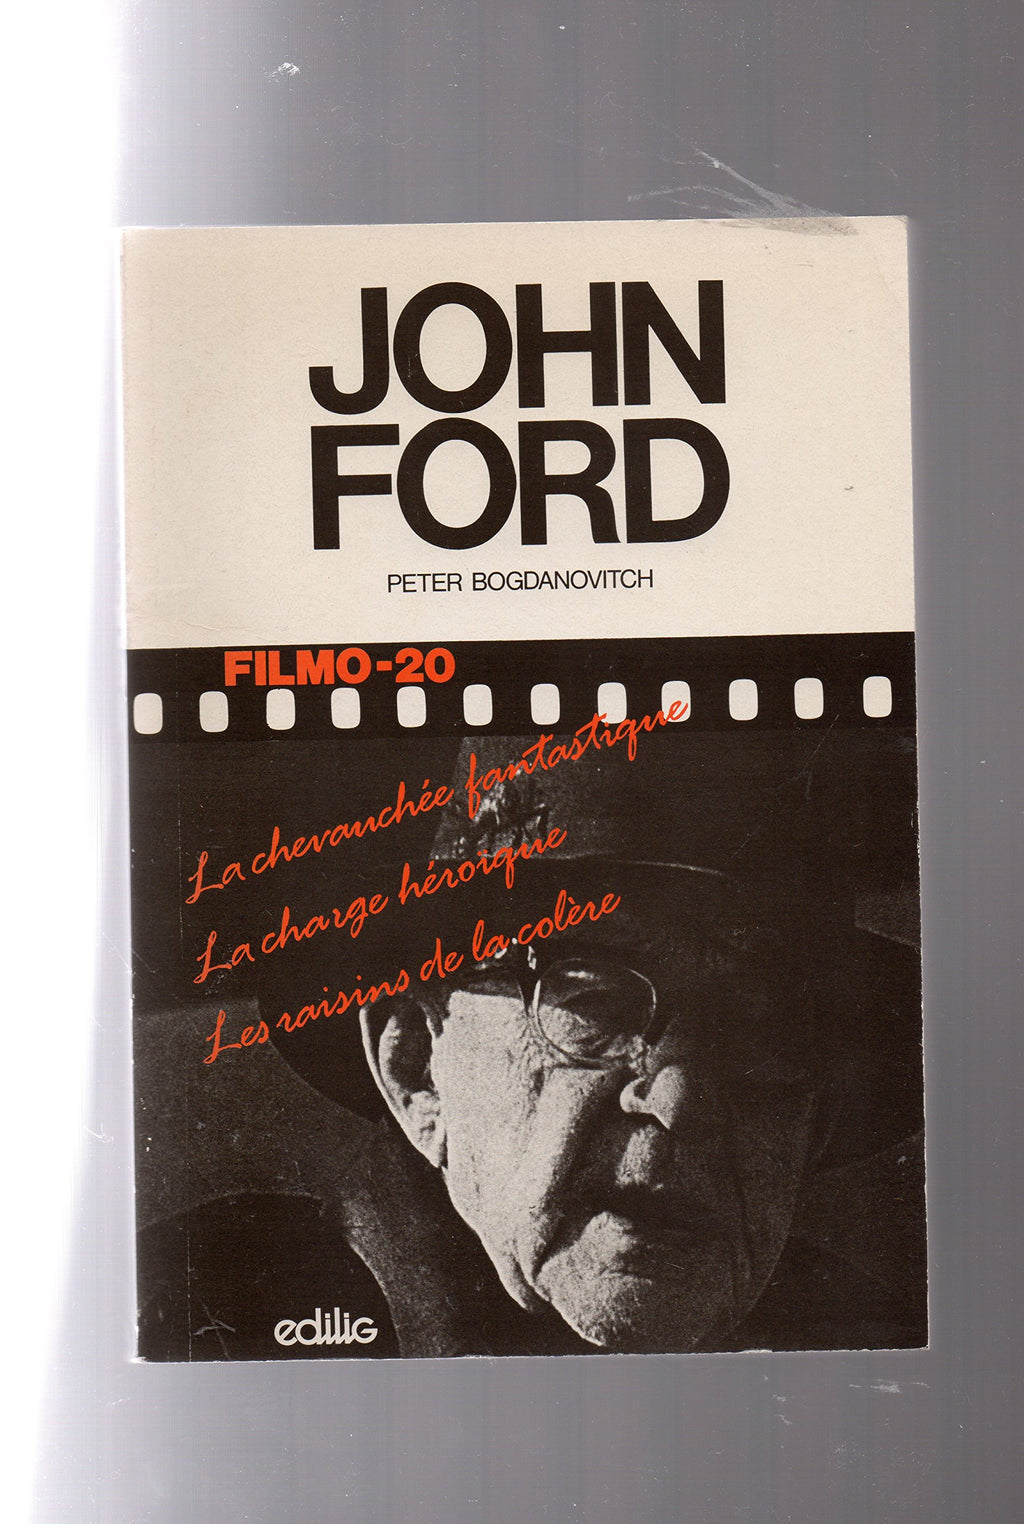 JOHN
FORD
PETER BOGDANOVITCH
FILMO-20
La chevauchée fantastique
La charge héroïque
Les raisins de la colère
edilig